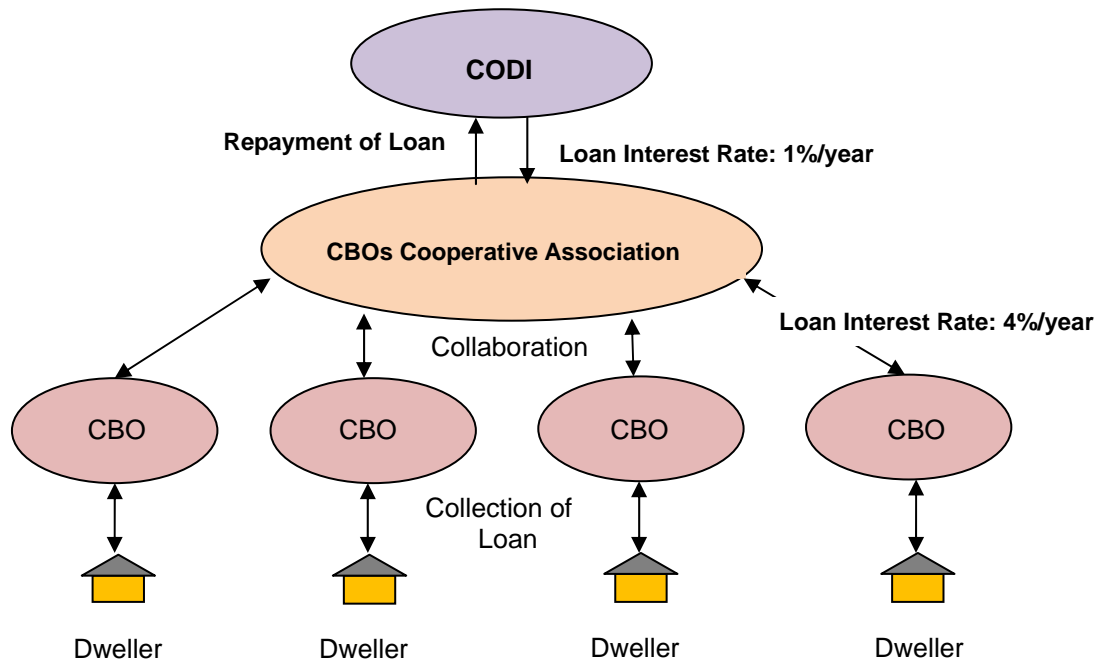 CODI
Repayment of Loan
Loan Interest Rate: 1%/year
CBOs Cooperative Association
Loan Interest Rate: 4%/year
Collaboration
CBO
CBO
CBO
CBO
Collection of
Loan
Dweller
Dweller
Dweller
Dweller